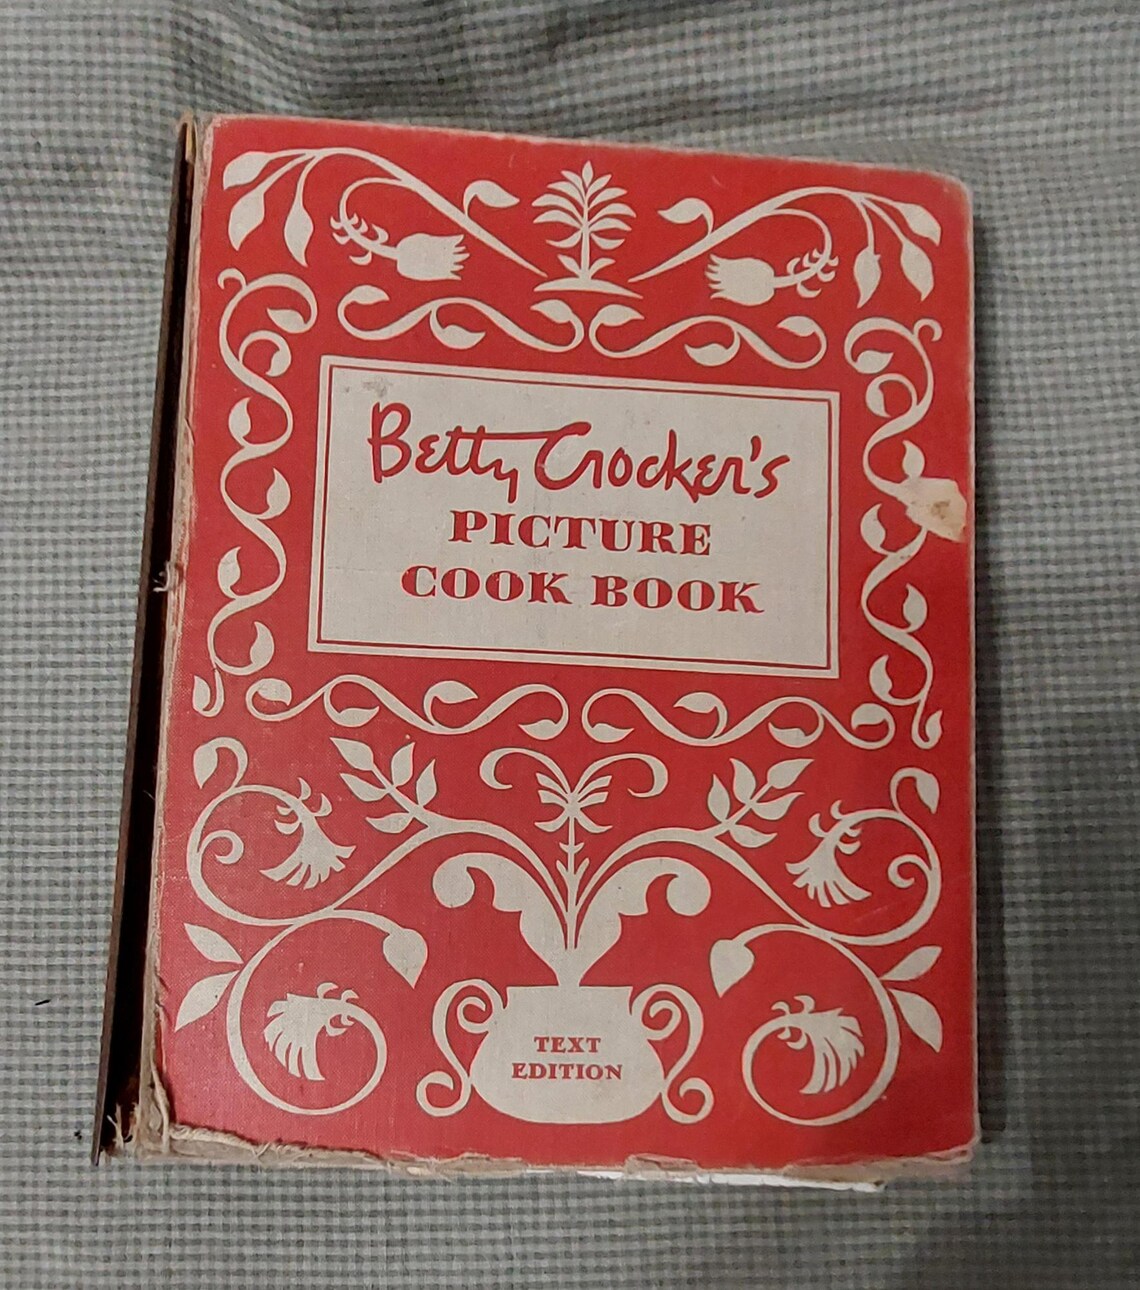 Betty Crocker's
PICTURE
COOK BOOK
TEXT
EDITION